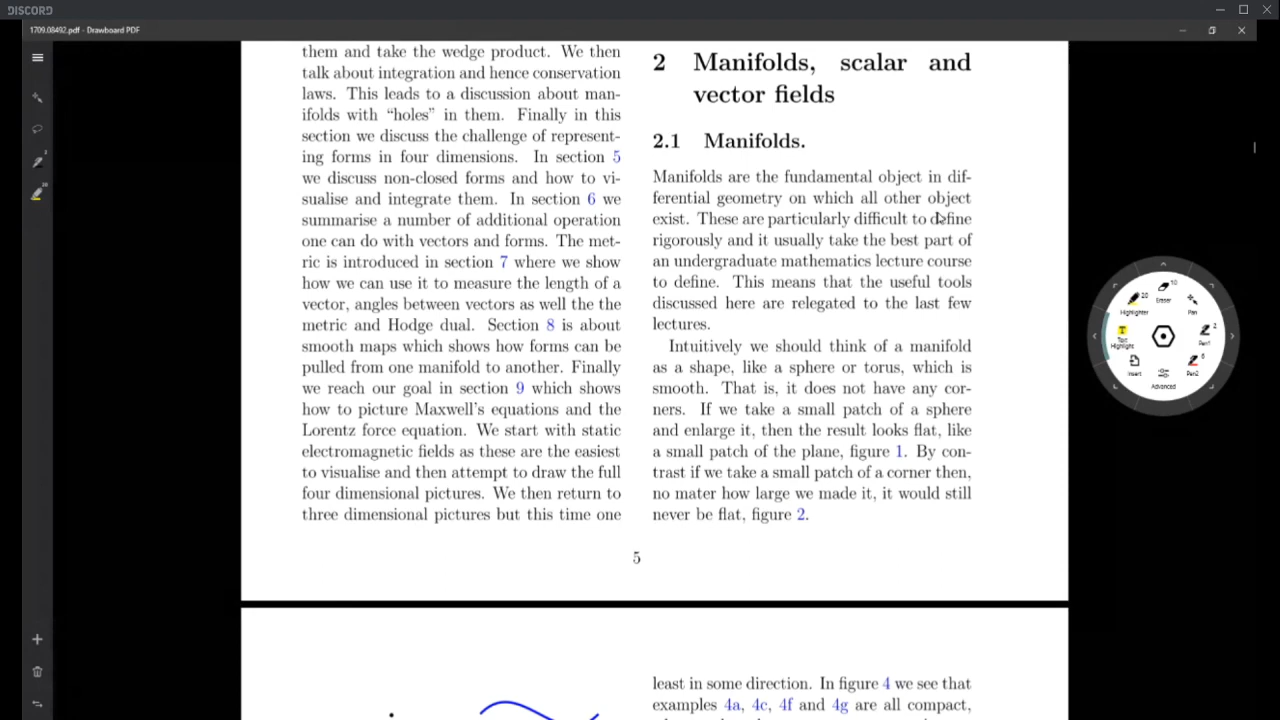 DISCORD
1709.08492.pdf - Drawboard PDF
them and take the wedge product. We then
talk about integration and hence conservation
laws. This leads to a discussion about man-
ifolds with “holes” in them. Finally in this
section we discuss the challenge of represent-
ing forms in four dimensions. In section 5
we discuss non-closed forms and how to vi-
sualise and integrate them. In section 6 we
summarise a number of additional operation
one can do with vectors and forms. The met-
ric is introduced in section 7 where we show
how we can use it to measure the length of a
vector, angles between vectors as well the the
metric and Hodge dual. Section 8 is about
smooth maps which shows how forms can be
pulled from one manifold to another. Finally
we reach our goal in section 9 which shows
how to picture Maxwell’s equations and the
Lorentz force equation. We start with static
electromagnetic fields as these are the easiest
to visualise and then attempt to draw the full
four dimensional pictures. We then return to
three dimensional pictures but this time one
2 Manifolds, scalar and
vector fields
2.1 Manifolds.
Manifolds are the fundamental object in dif-
ferential geometry on which all other object
exist. These are particularly difficult to define
rigorously and it usually take the best part of
an undergraduate mathematics lecture course
to define. This means that the useful tools
discussed here are relegated to the last few
lectures.
Intuitively we should think of a manifold
as a shape, like a sphere or torus, which is
smooth. That is, it does not have any cor-
ners. If we take a small patch of a sphere
and enlarge it, then the result looks flat, like
a small patch of the plane, figure 1. By con-
trast if we take a small patch of a corner then,
no mater how large we made it, it would still
never be flat, figure 2.
5
least in some direction. In figure 4 we see that
examples 4a, 4c, 4f and 4g are all compact,
20
Highlighter
10
Eraser
Pan
T
Text
Highlight
2
Pen1
Insert
Advanced
6
Pen2